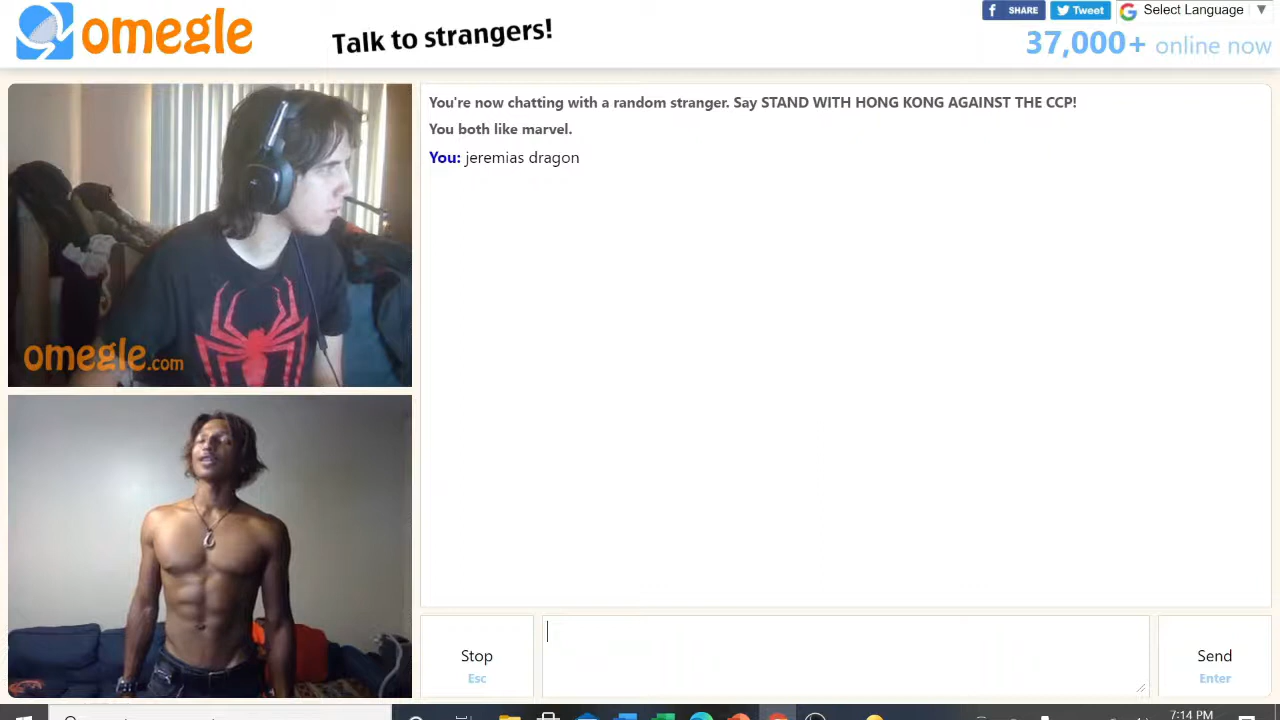 omegle
Talk to strangers!
f SHARE
Tweet
G Select Language ▼
37,000+ online now
You're now chatting with a random stranger. Say STAND WITH HONG KONG AGAINST THE CCP!
You both like marvel.
You: jeremias dragon
omegle.com
Stop
Esc
Send
Enter
7:14 PM